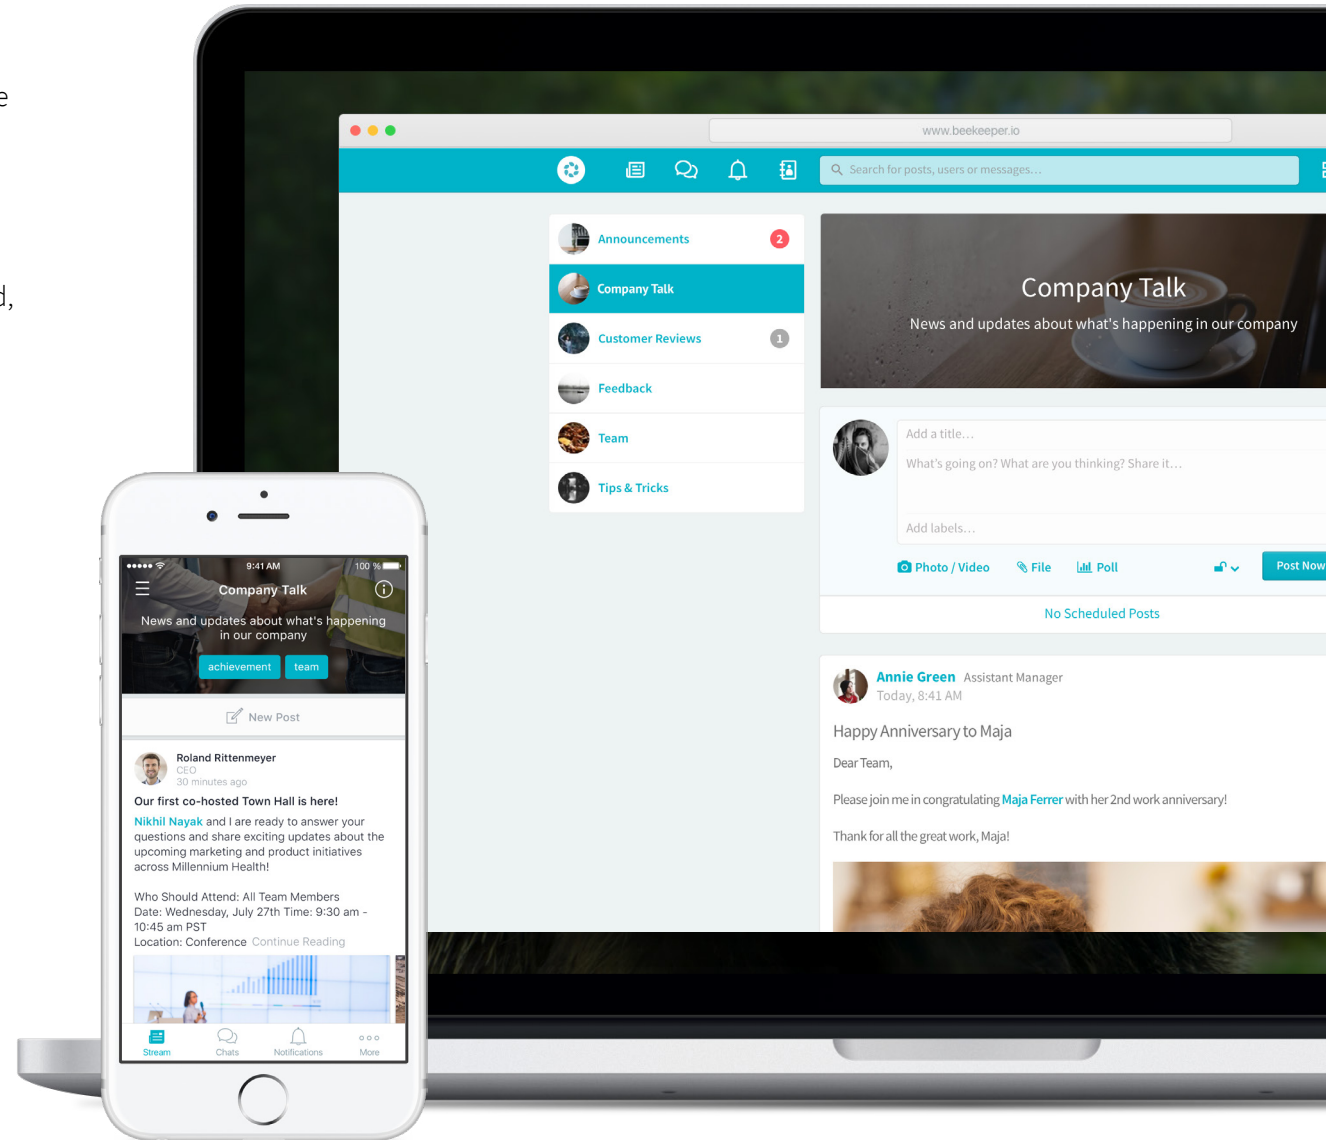 e
d,
www.beekeeper.io
Search for posts, users or messages...
Announcements
2
Company Talk
Customer Reviews
1
Feedback
Team
Tips & Tricks
Company Talk
News and updates about what's happening in our company
Add a title...
What's going on? What are you thinking? Share it...
Add labels...
Photo / Video
File
Poll
Post Now
No Scheduled Posts
Annie Green Assistant Manager
Today, 8:41 AM
Happy Anniversary to Maja
Dear Team,
Please join me in congratulating Maja Ferrer with her 2nd work anniversary!
Thank for all the great work, Maja!
9:41 AM
100 %
Company Talk
News and updates about what's happening
in our company
achievement
team
New Post
Roland Rittenmeyer
CEO
30 minutes ago
Our first co-hosted Town Hall is here!
Nikhil Nayak and I are ready to answer your
questions and share exciting updates about the
upcoming marketing and product initiatives
across Millennium Health!
Who Should Attend: All Team Members
Date: Wednesday, July 27th Time: 9:30 am -
10:45 am PST
Location: Conference Continue Reading
Stream
Chats
Notifications
More